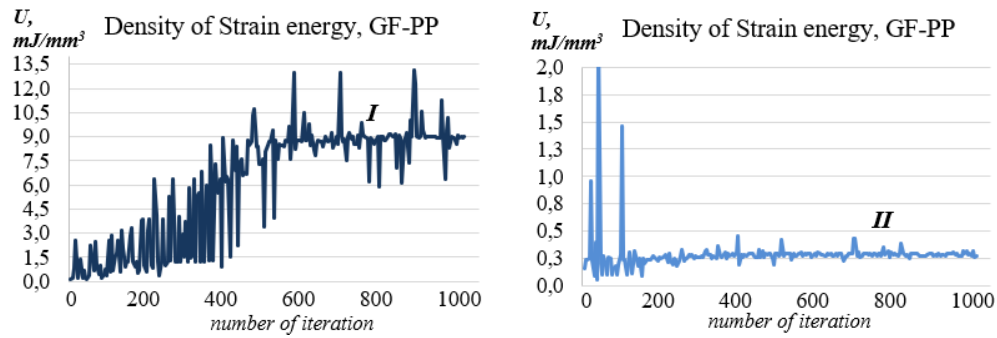 U,
mJ/mm³
Density of Strain energy, GF-PP
13,5
12,0
10,5
9,0
7,5
6,0
4,5
3,0
1,5
0,0
I
0 200 400 600 800 1000
number of iteration
U,
mJ/mm³
Density of Strain energy, GF-PP
2,0
1,8
1,5
1,3
1,0
0,8
0,5
0,3
0,0
II
0 200 400 600 800 1000
number of iteration